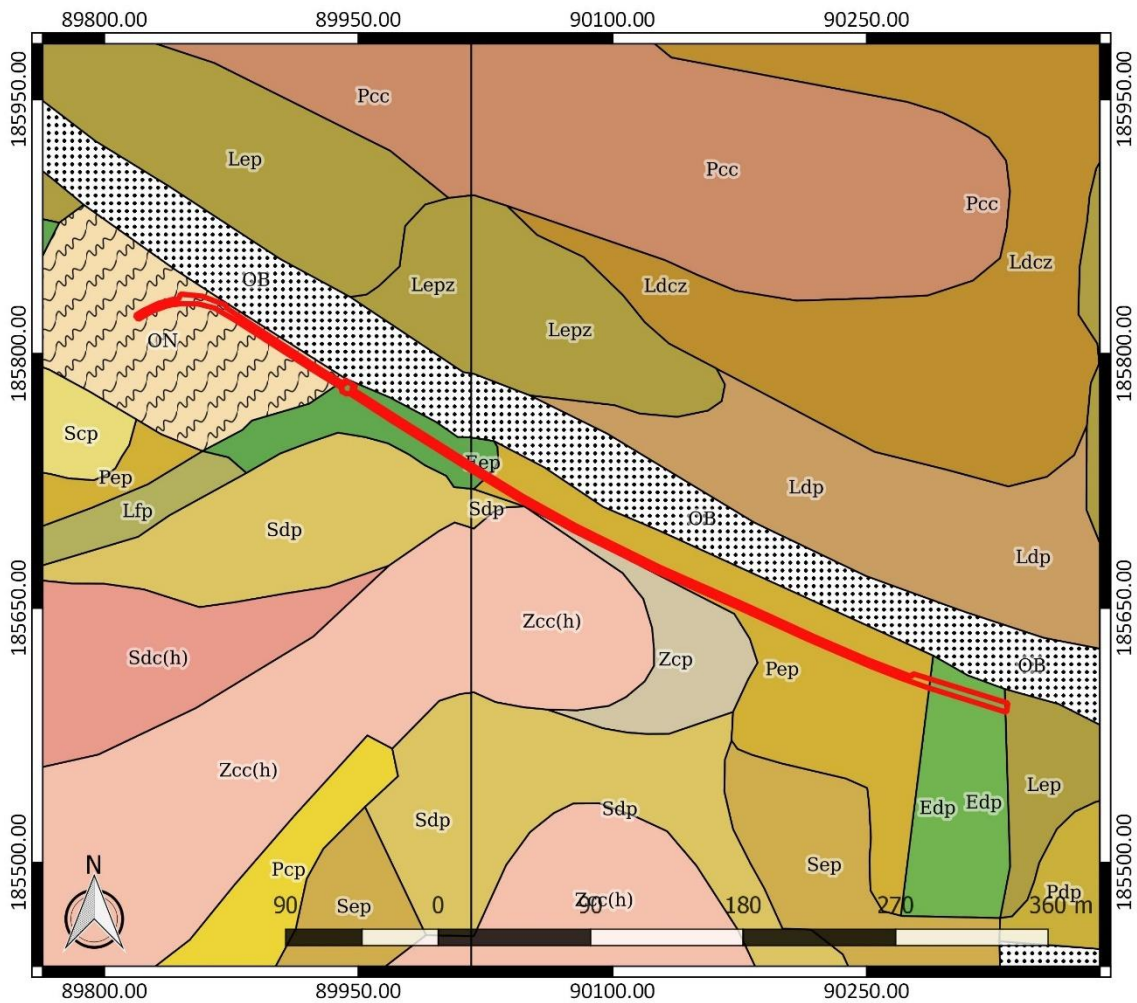 89800.00 89950.00 90100.00 90250.00
185950.00 185950.00
Pcc
Lep
Pcc
Pcc
Ldcz
OB
Lepz
Ldcz
Lepz
ON
185800.00 185800.00
Scp
Pep
Eep
Ldp
Lfp
Sdp
Sdp
OB
Ldp
185650.00 185650.00
Zcc(h)
Sdc(h)
Zcp
Pep
OB
Zcc(h)
Lep
Edp
Edp
Sdp
Sdp
Pcp
Sep
185500.00 185500.00
Sep
Zcc(h)
Pdp
N
90 0 90 180 270 360 m
89800.00 89950.00 90100.00 90250.00